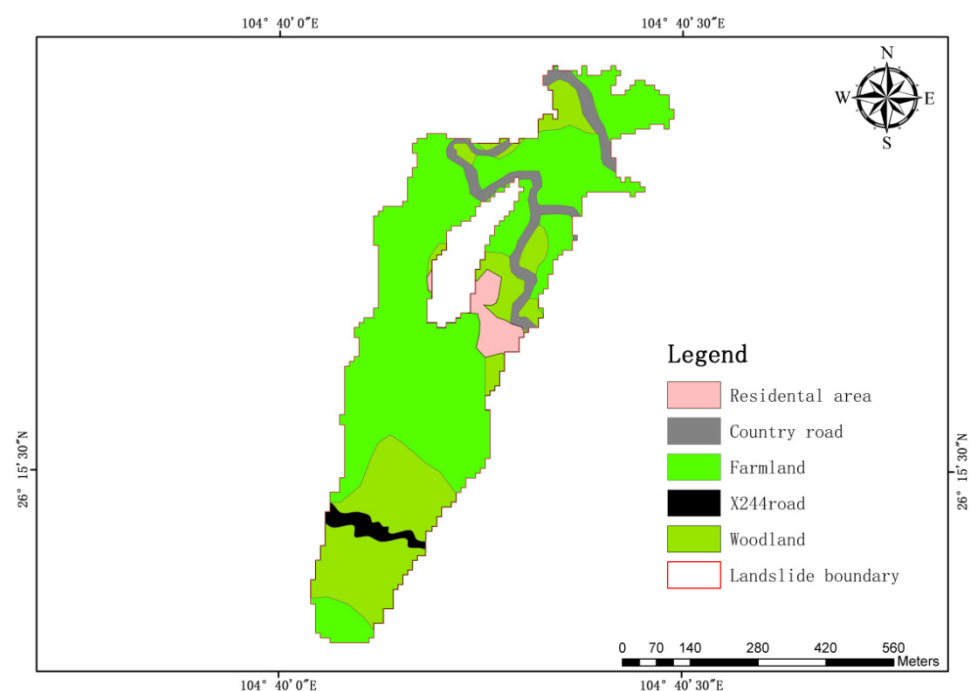 104° 40′0″E
104° 40′30″E
N
W
E
S
26° 15′30″N
26° 15′30″N
Legend
Residental area
Country road
Farmland
X244road
Woodland
Landslide boundary
0 70 140 280 420 560
Meters
104° 40′0″E
104° 40′30″E